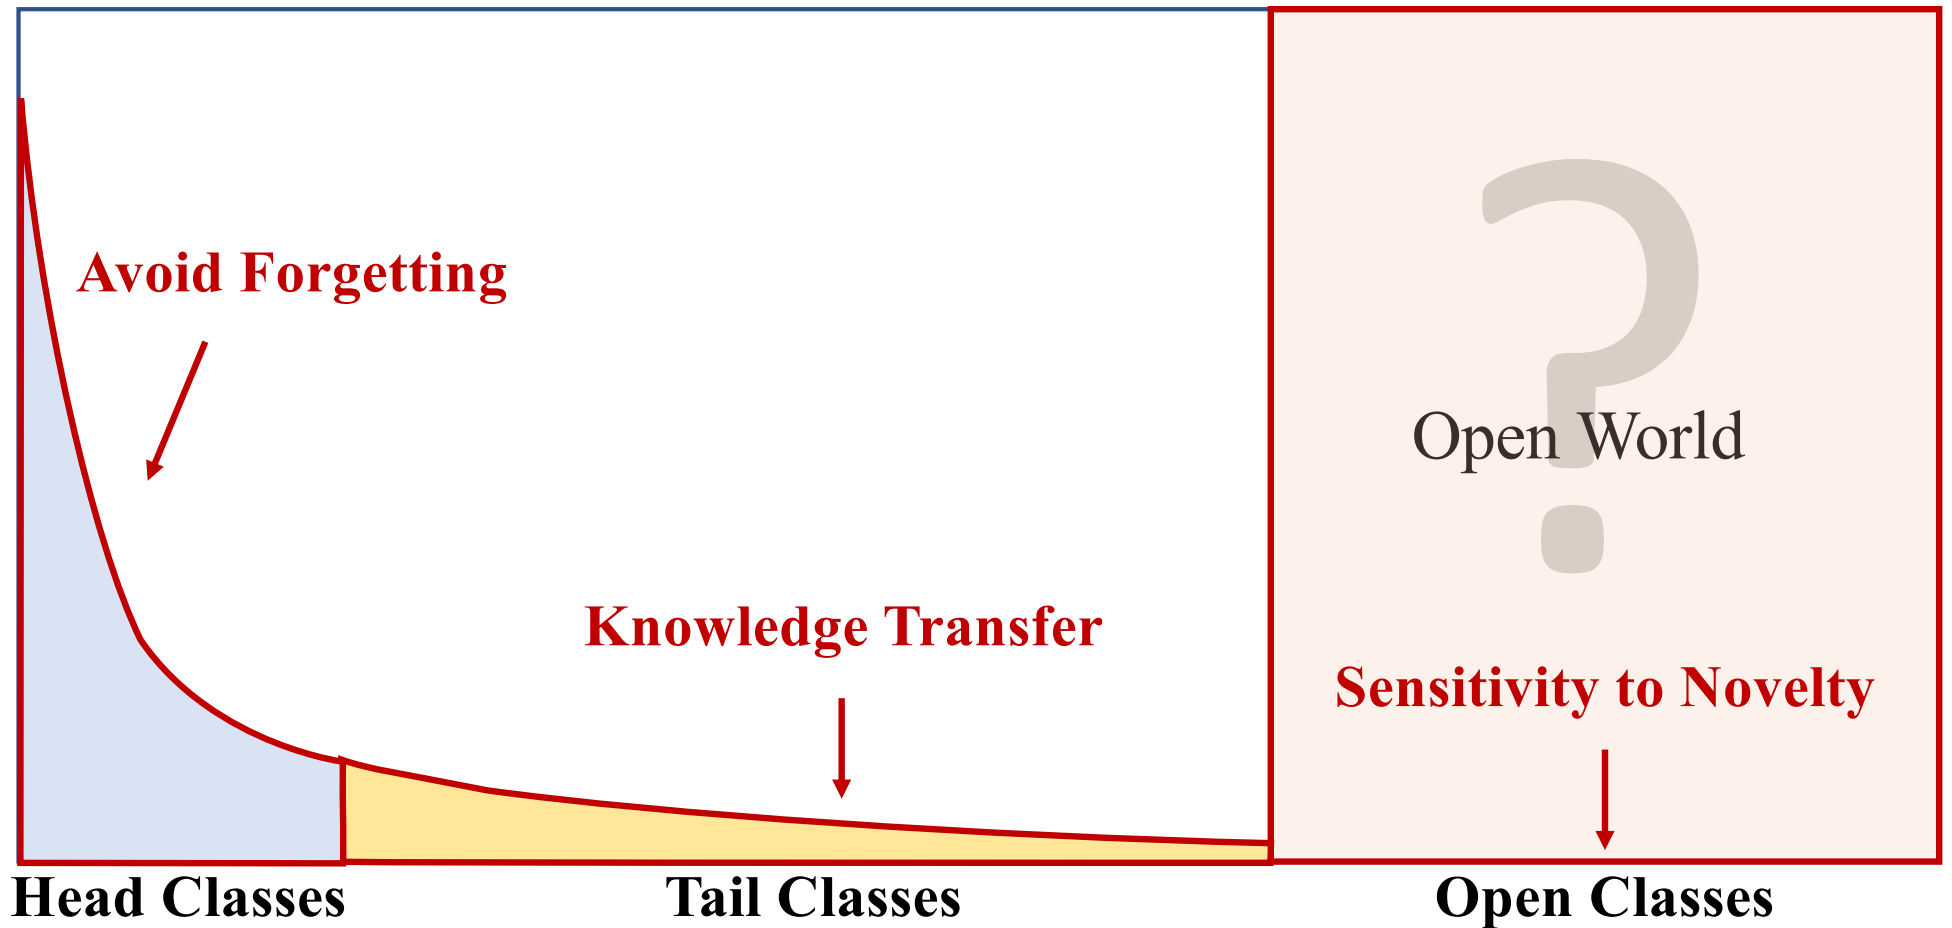 Avoid Forgetting
?
Open World
Knowledge Transfer
Sensitivity to Novelty
Head Classes
Tail Classes
Open Classes